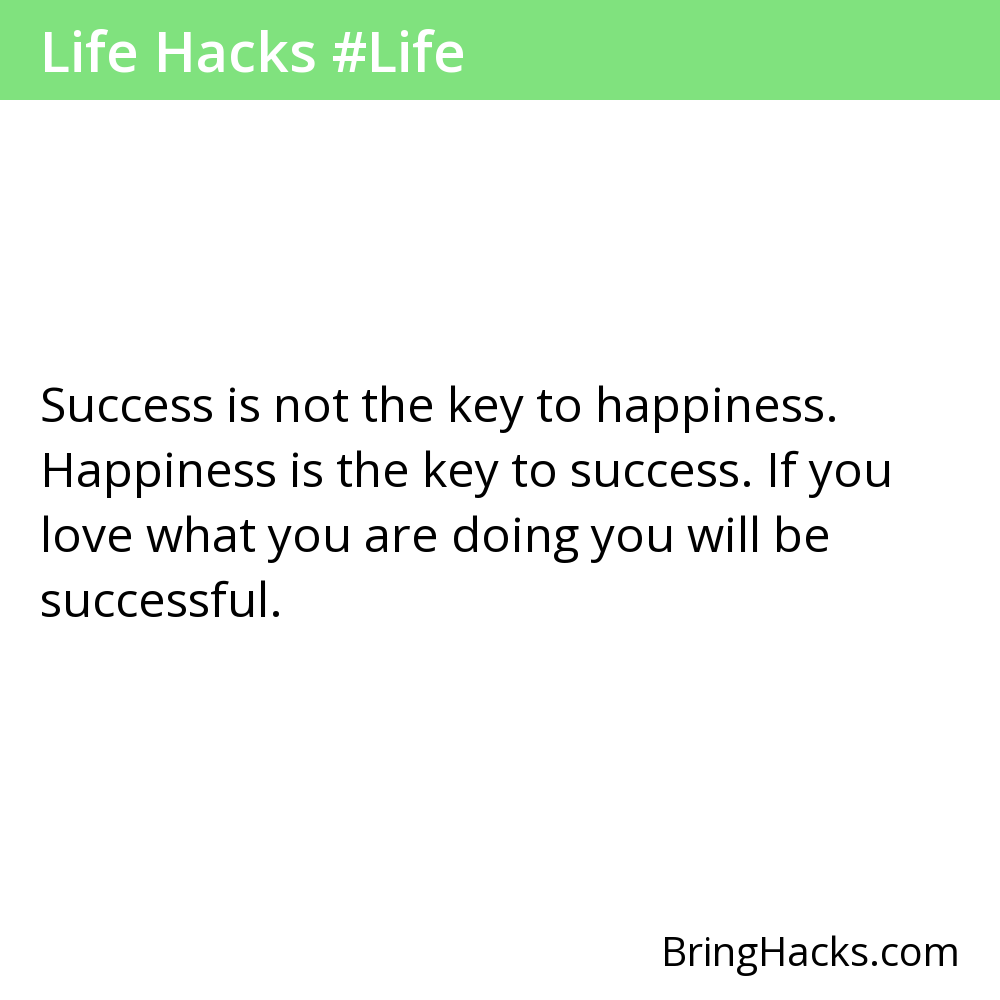 Life Hacks #Life
Success is not the key to happiness.
Happiness is the key to success. If you
love what you are doing you will be
successful.
BringHacks.com